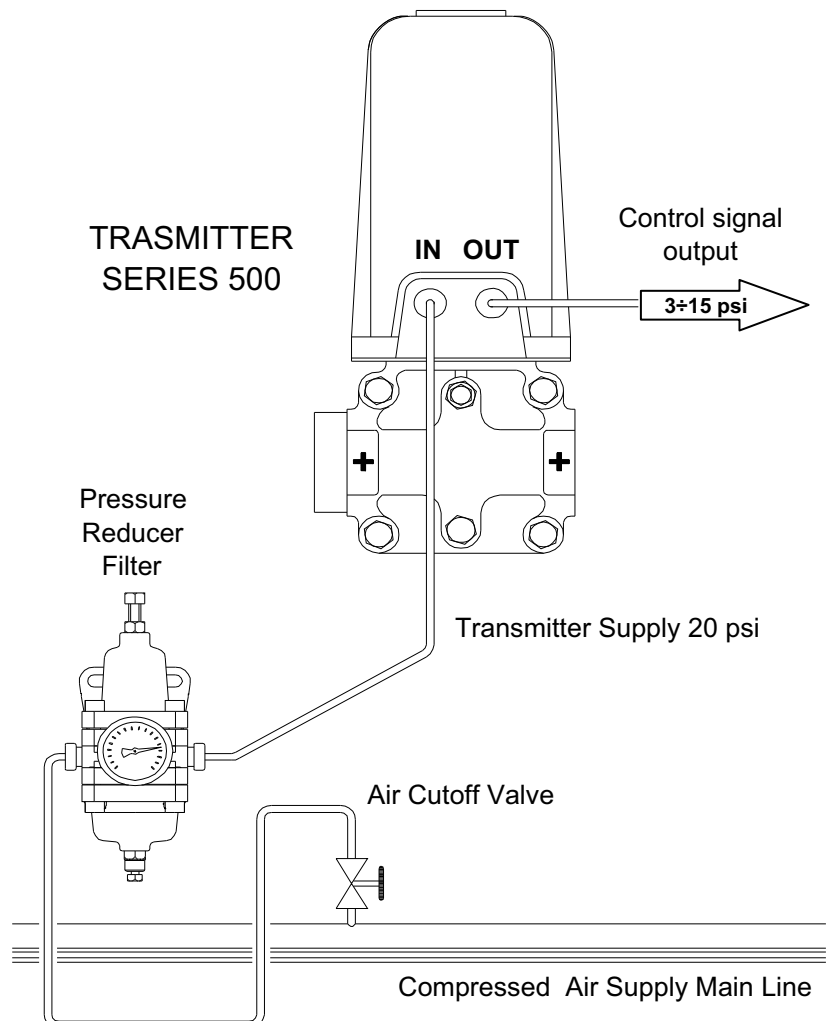 TRASMITTER
SERIES 500
IN OUT
Control signal
output
3÷15 psi
+ +
Pressure
Reducer
Filter
Transmitter Supply 20 psi
Air Cutoff Valve
Compressed Air Supply Main Line